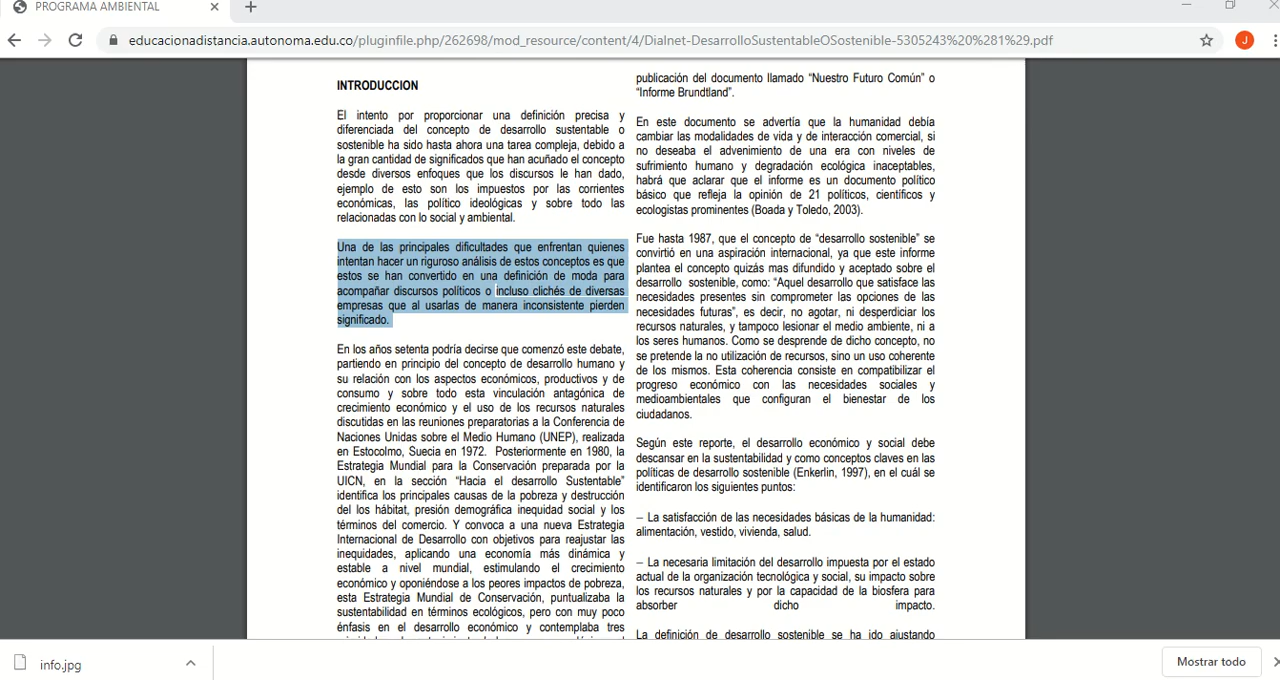 PROGRAMA AMBIENTAL
educacionadistancia.autonoma.edu.co/pluginfile.php/262698/mod_resource/content/4/Dialnet-DesarrolloSustentableOSostenible-5305243%20%281%29.pdf
J
INTRODUCCION
El intento por proporcionar una definición precisa y
diferenciada del concepto de desarrollo sustentable o
sostenible ha sido hasta ahora una tarea compleja, debido a
la gran cantidad de significados que han acuñado el concepto
desde diversos enfoques que los discursos le han dado,
ejemplo de esto son los impuestos por las corrientes
económicas, las político ideológicas y sobre todo las
relacionadas con lo social y ambiental.
Una de las principales dificultades que enfrentan quienes
intentan hacer un riguroso análisis de estos conceptos es que
estos se han convertido en una definición de moda para
acompañar discursos políticos o incluso clichés de diversas
empresas que al usarlas de manera inconsistente pierden
significado.
En los años setenta podría decirse que comenzó este debate,
partiendo en principio del concepto de desarrollo humano y
su relación con los aspectos económicos, productivos y de
consumo y sobre todo esta vinculación antagónica de
crecimiento económico y el uso de los recursos naturales
discutidas en las reuniones preparatorias a la Conferencia de
Naciones Unidas sobre el Medio Humano (UNEP), realizada
en Estocolmo, Suecia en 1972. Posteriormente en 1980, la
Estrategia Mundial para la Conservación preparada por la
UICN, en la sección “Hacia el desarrollo Sustentable”
identifica los principales causas de la pobreza y destrucción
del los hábitat, presión demográfica inequidad social y los
términos del comercio. Y convoca a una nueva Estrategia
Internacional de Desarrollo con objetivos para reajustar las
inequidades, aplicando una economía más dinámica y
estable a nivel mundial, estimulando el crecimiento
económico y oponiéndose a los peores impactos de pobreza,
esta Estrategia Mundial de Conservación, puntualizaba la
sustentabilidad en términos ecológicos, pero con muy poco
énfasis en el desarrollo económico y contemplaba tres
publicación del documento llamado “Nuestro Futuro Común” o
“Informe Brundtland”.
En este documento se advertía que la humanidad debía
cambiar las modalidades de vida y de interacción comercial, si
no deseaba el advenimiento de una era con niveles de
sufrimiento humano y degradación ecológica inaceptables,
habrá que aclarar que el informe es un documento político
básico que refleja la opinión de 21 políticos, científicos y
ecologistas prominentes (Boada y Toledo, 2003).
Fue hasta 1987, que el concepto de “desarrollo sostenible” se
convirtió en una aspiración internacional, ya que este informe
plantea el concepto quizás mas difundido y aceptado sobre el
desarrollo sostenible, como: “Aquel desarrollo que satisface las
necesidades presentes sin comprometer las opciones de las
necesidades futuras”, es decir, no agotar, ni desperdiciar los
recursos naturales, y tampoco lesionar el medio ambiente, ni a
los seres humanos. Como se desprende de dicho concepto, no
se pretende la no utilización de recursos, sino un uso coherente
de los mismos. Esta coherencia consiste en compatibilizar el
progreso económico con las necesidades sociales y
medioambientales que configuran el bienestar de los
ciudadanos.
Según este reporte, el desarrollo económico y social debe
descansar en la sustentabilidad y como conceptos claves en las
políticas de desarrollo sostenible (Enkerlin, 1997), en el cuál se
identificaron los siguientes puntos:
– La satisfacción de las necesidades básicas de la humanidad:
alimentación, vestido, vivienda, salud.
– La necesaria limitación del desarrollo impuesta por el estado
actual de la organización tecnológica y social, su impacto sobre
los recursos naturales y por la capacidad de la biosfera para
absorber dicho impacto.
La definición de desarrollo sostenible se ha ido ajustando
info.jpg
Mostrar todo